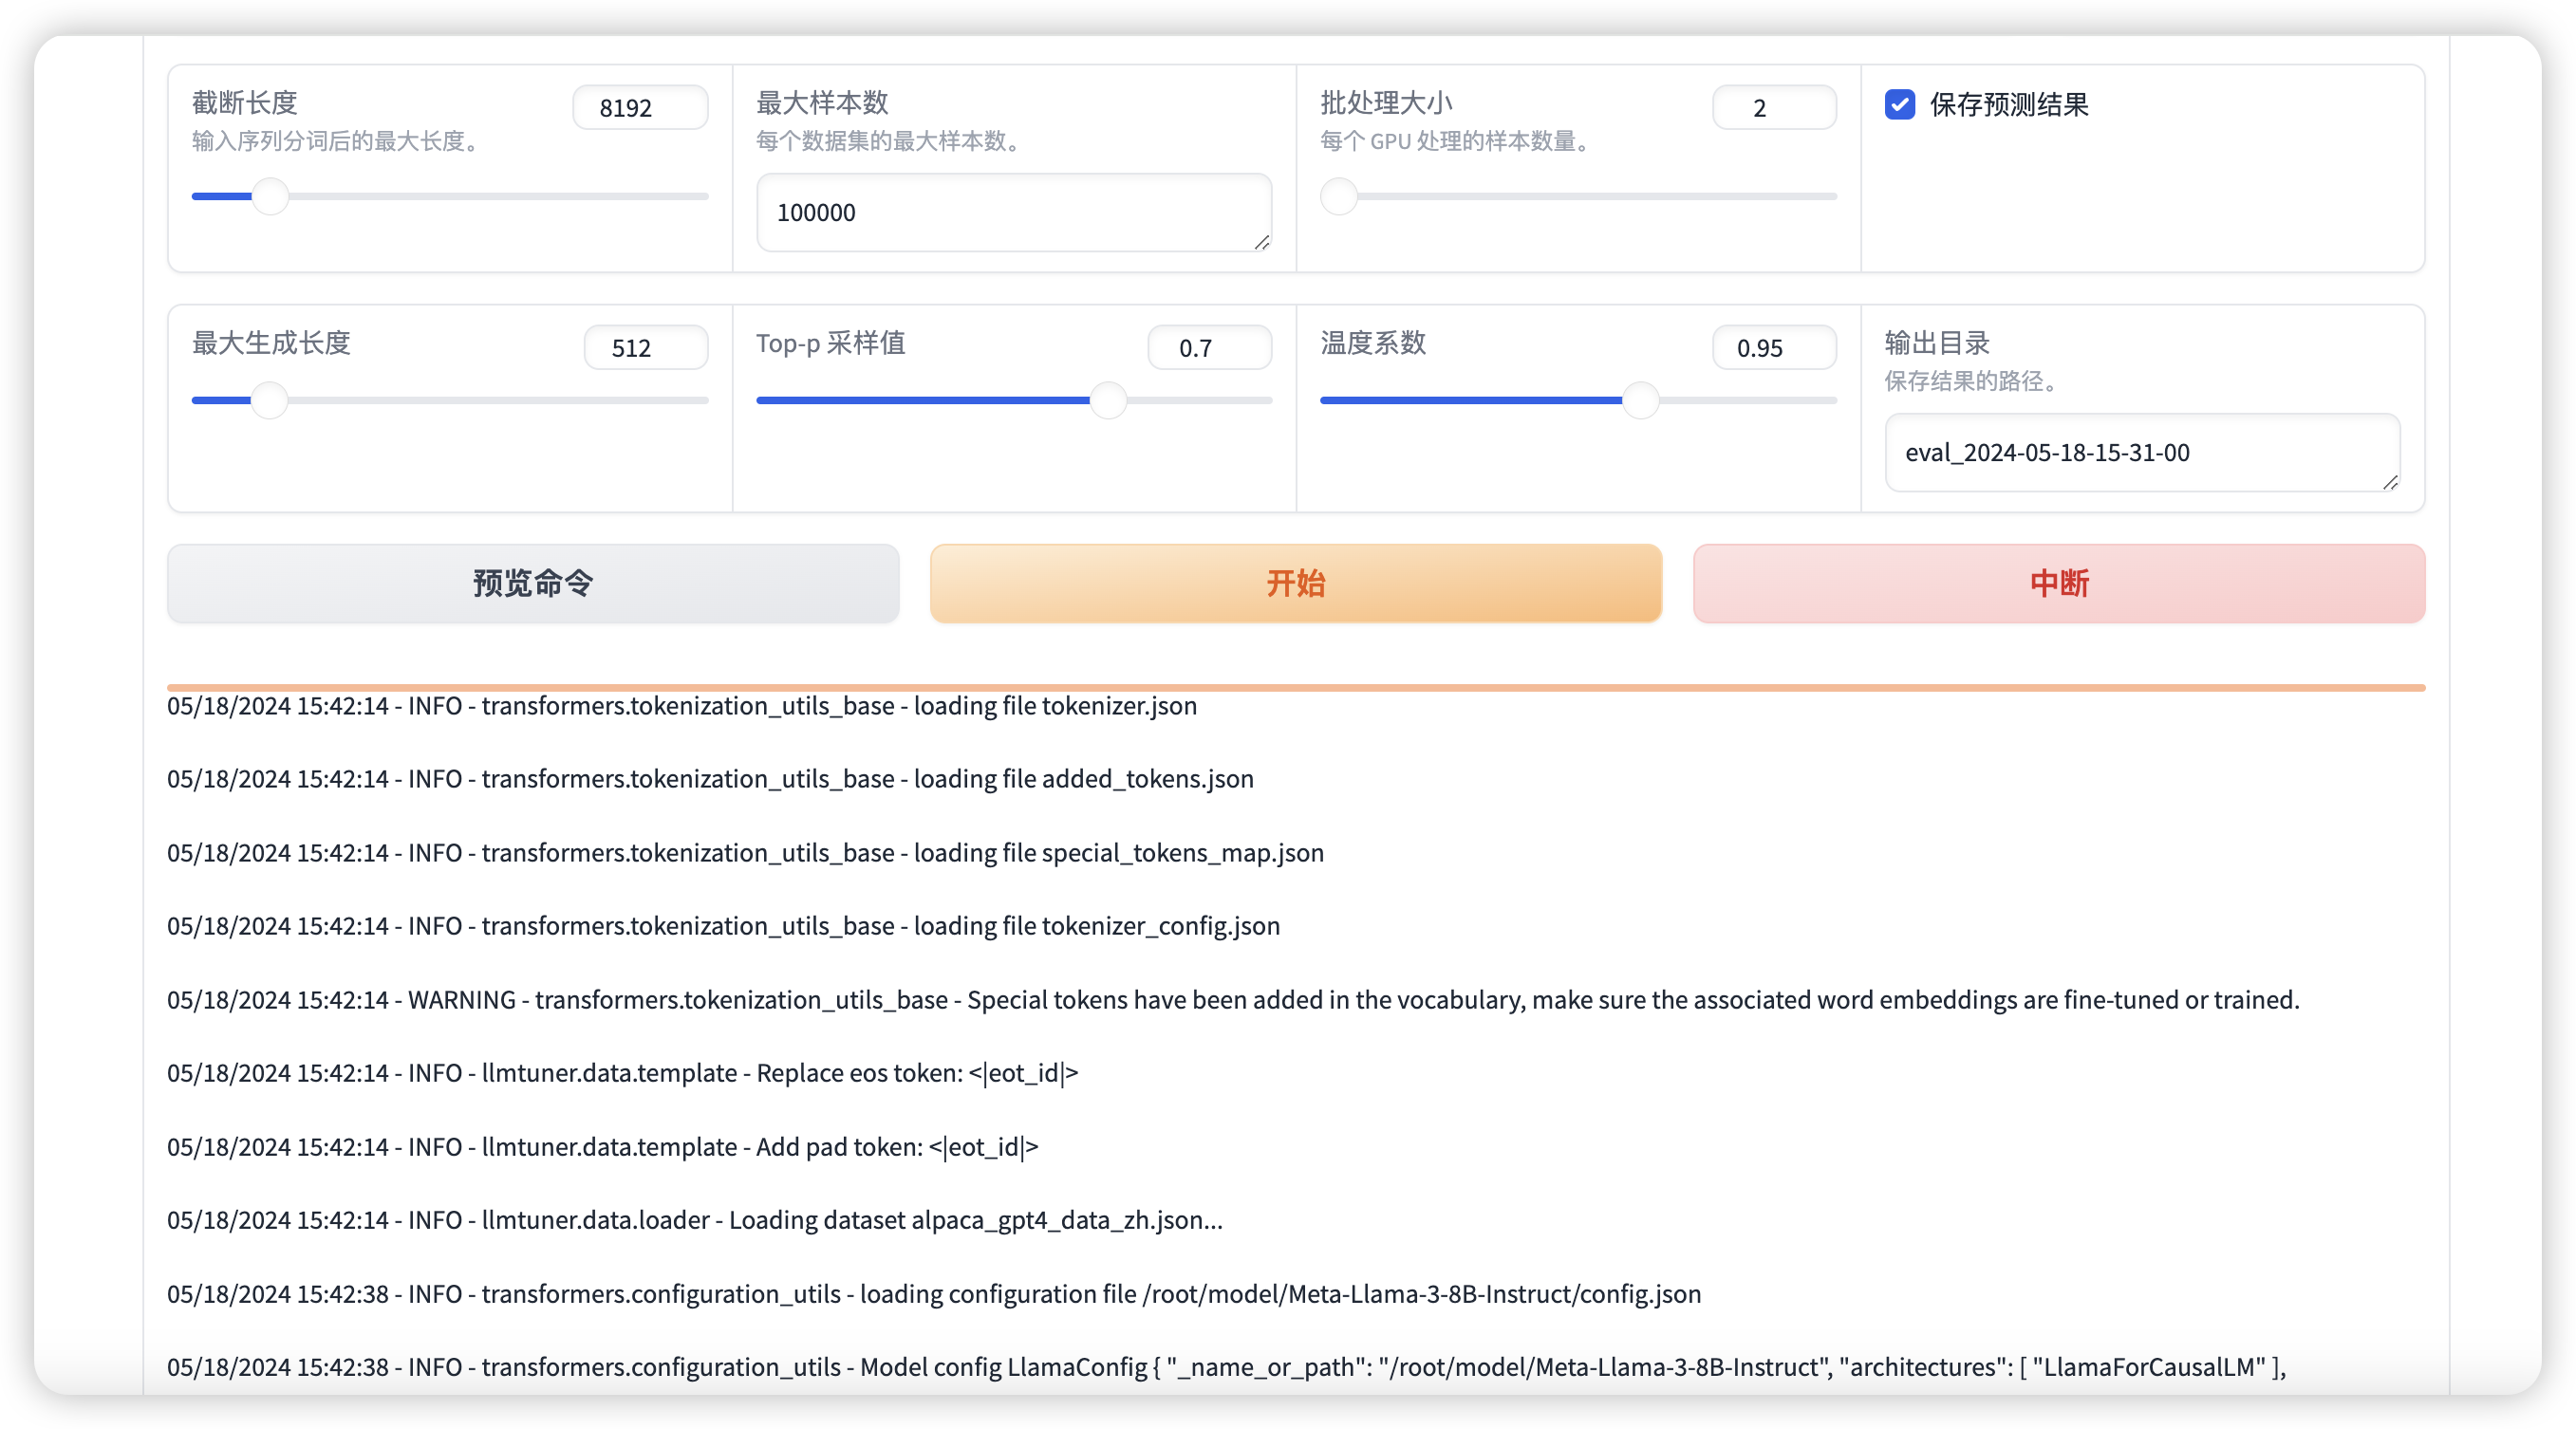 截断长度
8192
输入序列分词后的最大长度。
最大样本数
每个数据集的最大样本数。
100000
批处理大小
2
每个 GPU 处理的样本数量。
保存预测结果
最大生成长度
512
Top-p 采样值
0.7
温度系数
0.95
输出目录
保存结果的路径。
eval_2024-05-18-15-31-00
预览命令
开始
中断
05/18/2024 15:42:14 - INFO - transformers.tokenization_utils_base - loading file tokenizer.json
05/18/2024 15:42:14 - INFO - transformers.tokenization_utils_base - loading file added_tokens.json
05/18/2024 15:42:14 - INFO - transformers.tokenization_utils_base - loading file special_tokens_map.json
05/18/2024 15:42:14 - INFO - transformers.tokenization_utils_base - loading file tokenizer_config.json
05/18/2024 15:42:14 - WARNING - transformers.tokenization_utils_base - Special tokens have been added in the vocabulary, make sure the associated word embeddings are fine-tuned or trained.
05/18/2024 15:42:14 - INFO - llmtuner.data.template - Replace eos token: <|eot_id|>
05/18/2024 15:42:14 - INFO - llmtuner.data.template - Add pad token: <|eot_id|>
05/18/2024 15:42:14 - INFO - llmtuner.data.loader - Loading dataset alpaca_gpt4_data_zh.json...
05/18/2024 15:42:38 - INFO - transformers.configuration_utils - loading configuration file /root/model/Meta-Llama-3-8B-Instruct/config.json
05/18/2024 15:42:38 - INFO - transformers.configuration_utils - Model config LlamaConfig { "_name_or_path": "/root/model/Meta-Llama-3-8B-Instruct", "architectures": [ "LlamaForCausalLM" ],